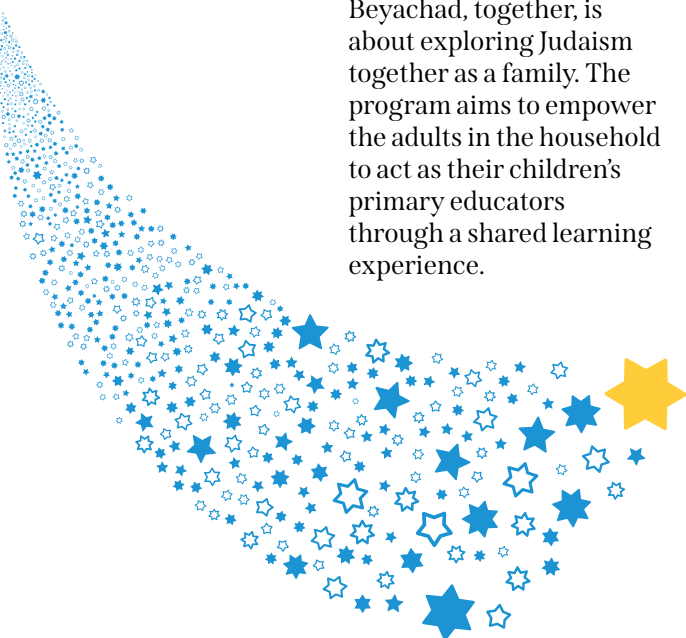 Beyachad, together, is
about exploring Judaism
together as a family. The
program aims to empower
the adults in the household
to act as their children’s
primary educators
through a shared learning
experience.